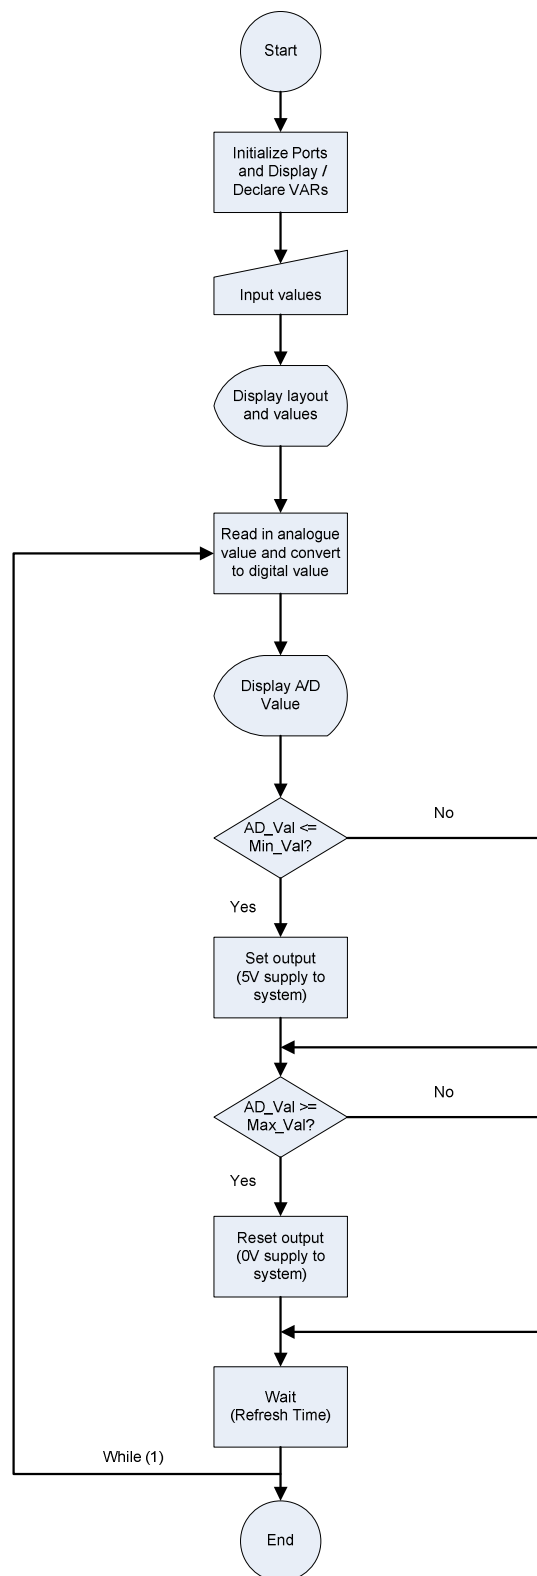 Start
Initialize Ports
and Display /
Declare VARs
Input values
Display layout
and values
Read in analogue
value and convert
to digital value
Display A/D
Value
No
AD_Val <=
Min_Val?
Yes
Set output
(5V supply to
system)
No
AD_Val >=
Max_Val?
Yes
Reset output
(0V supply to
system)
Wait
(Refresh Time)
While (1)
End